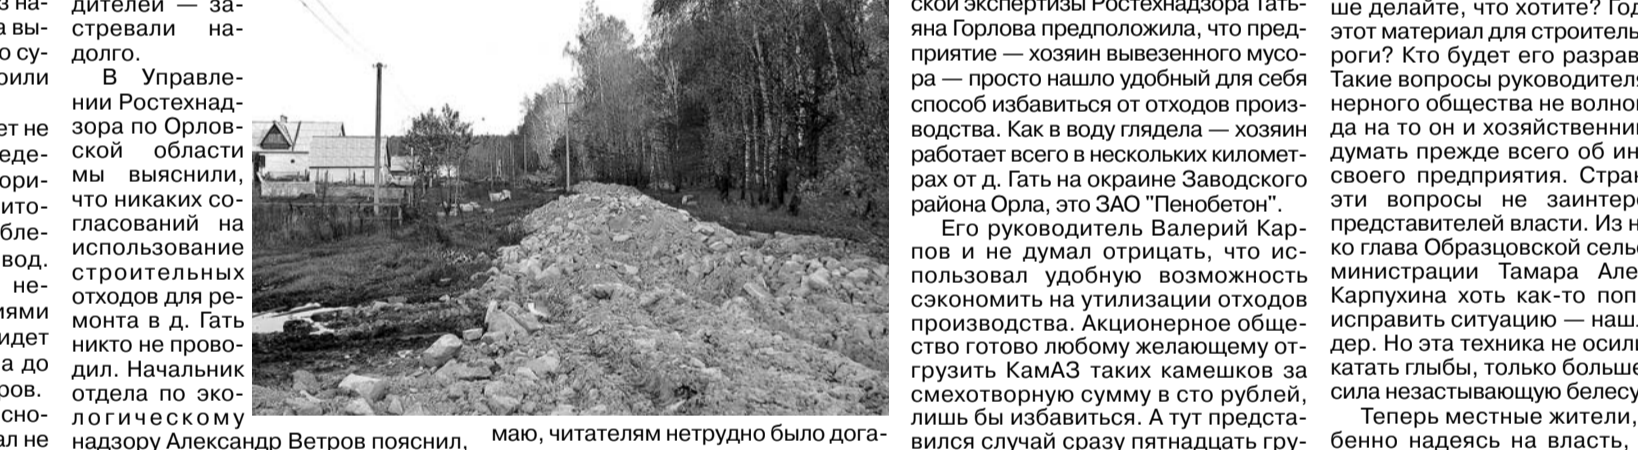 з на-
а вы-
о су-
оили
ет не
еде-
ори-
ито-
бле-
вод.
не-
иями
идет
а до
ров.
сно-
ал не
дителей — за-
стревали на-
долго.
В Управле-
нии Ростехнад-
зора по Орлов-
ской области
мы выяснили,
что никаких со-
гласований на
использование
строительных
отходов для ре-
монта в д. Гать
никто не прово-
дил. Начальник
отдела по эко-
логическому
надзору Александр Ветров пояснил,
маю, читателям нетрудно было дога-
ской экспертизы Ростехнадзора Тать-
яна Горлова предположила, что пред-
приятие — хозяин вывезенного мусо-
ра — просто нашло удобный для себя
способ избавиться от отходов произ-
водства. Как в воду глядела — хозяин
работает всего в нескольких километ-
рах от д. Гать на окраине Заводского
района Орла, это ЗАО "Пенобетон".
Его руководитель Валерий Кар-
пов и не думал отрицать, что ис-
пользовал удобную возможность
сэкономить на утилизации отходов
производства. Акционерное обще-
ство готово любому желающему от-
грузить КамАЗ таких камешков за
смехотворную сумму в сто рублей,
лишь бы избавиться. А тут предста-
вился случай сразу пятнадцать гру-
ше делайте, что хотите? Год
этот материал для строитель
роги? Кто будет его разрав
Такие вопросы руководителя
нерного общества не волно
да на то он и хозяйственни
думать прежде всего об ин
своего предприятия. Стран
эти вопросы не заинтере
представителей власти. Из н
ко глава Образцовской сельс
министрации Тамара Але
Карпухина хоть как-то поп
исправить ситуацию — наш
дер. Но эта техника не осили
катать глыбы, только больше
сила незастывающую белесу
Теперь местные жители,
бенно надеясь на власть,